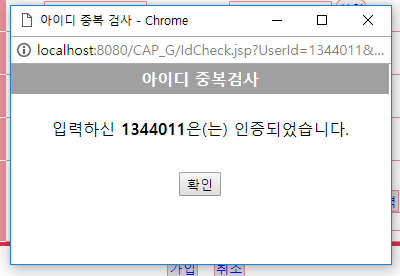 아이디 중복 검사 - Chrome
localhost:8080/CAP_G/IdCheck.jsp?UserId=1344011&...
아이디 중복검사
입력하신 1344011은(는) 인증되었습니다.
확인
가입 취소